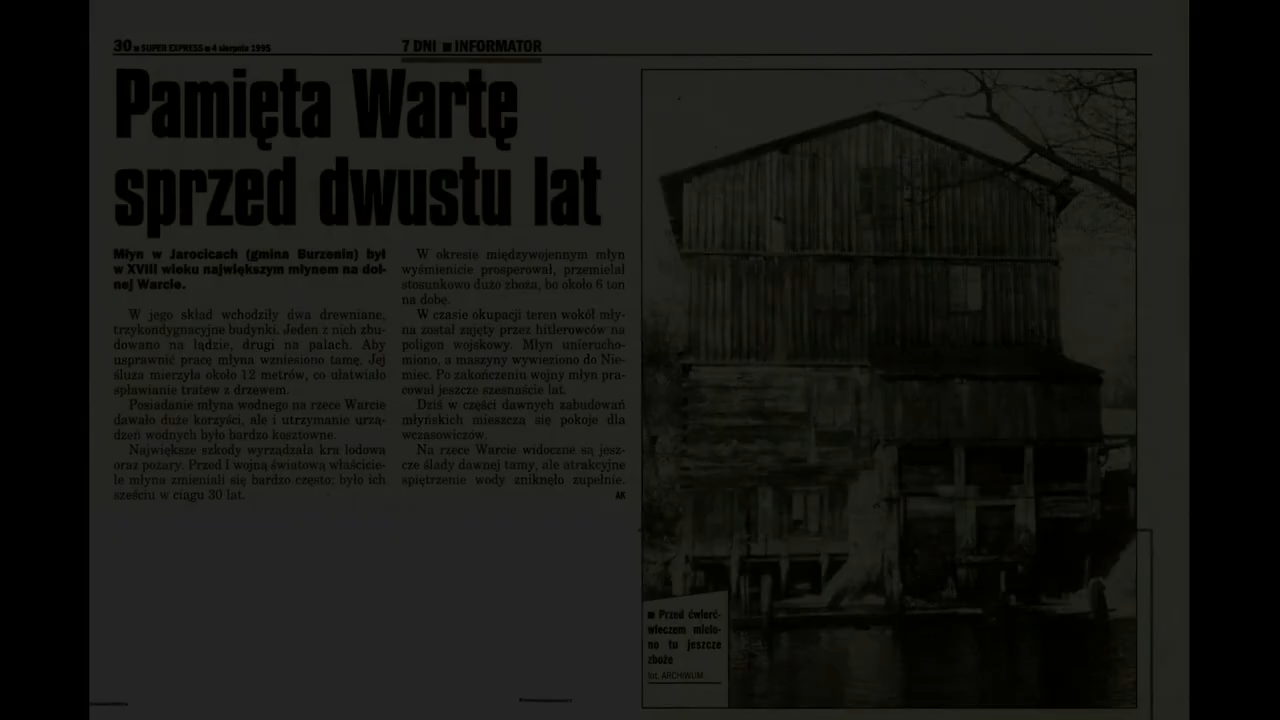 30 ■ SUPER EXPRESS ■ 4 sierpnia 1995
7 DNI ■ INFORMATOR
Pamięta Wartę
sprzed dwustu lat
Młyn w Jarocicach (gmina Burzenin) był
w XVIII wieku największym młynem na dol-
nej Warcie.
W jego skład wchodziły dwa drewniane,
trzykondygnacyjne budynki. Jeden z nich zbu-
dowano na lądzie, drugi na palach. Aby
usprawnić pracę młyna wzniesiono tamę. Jej
śluza mierzyła około 12 metrów, co ułatwiało
spławianie tratew z drzewem.
Posiadanie młyna wodnego na rzece Warcie
dawało duże korzyści, ale i utrzymanie urzą-
dzeń wodnych było bardzo kosztowne.
Największe szkody wyrządzała kra lodowa
oraz pożary. Przed I wojną światową właścicie-
le młyna zmieniali się bardzo często: było ich
sześciu w ciągu 30 lat.
W okresie międzywojennym młyn
wyśmienicie prosperował, przemielał
stosunkowo dużo zboża, bo około 6 ton
na dobę.
W czasie okupacji teren wokół mły-
na został zajęty przez hitlerowców na
poligon wojskowy. Młyn unierucho-
miono, a maszyny wywieziono do Nie-
miec. Po zakończeniu wojny młyn pra-
cował jeszcze szesnaście lat.
Dziś w części dawnych zabudowań
młyńskich mieszczą się pokoje dla
wczasowiczów.
Na rzece Warcie widoczne są jesz-
cze ślady dawnej tamy, ale atrakcyjne
spiętrzenie wody zniknęło zupełnie.
AK
■ Przed ćwierć-
wieczem mielo-
no tu jeszcze
zboże
fot. ARCHIWUM